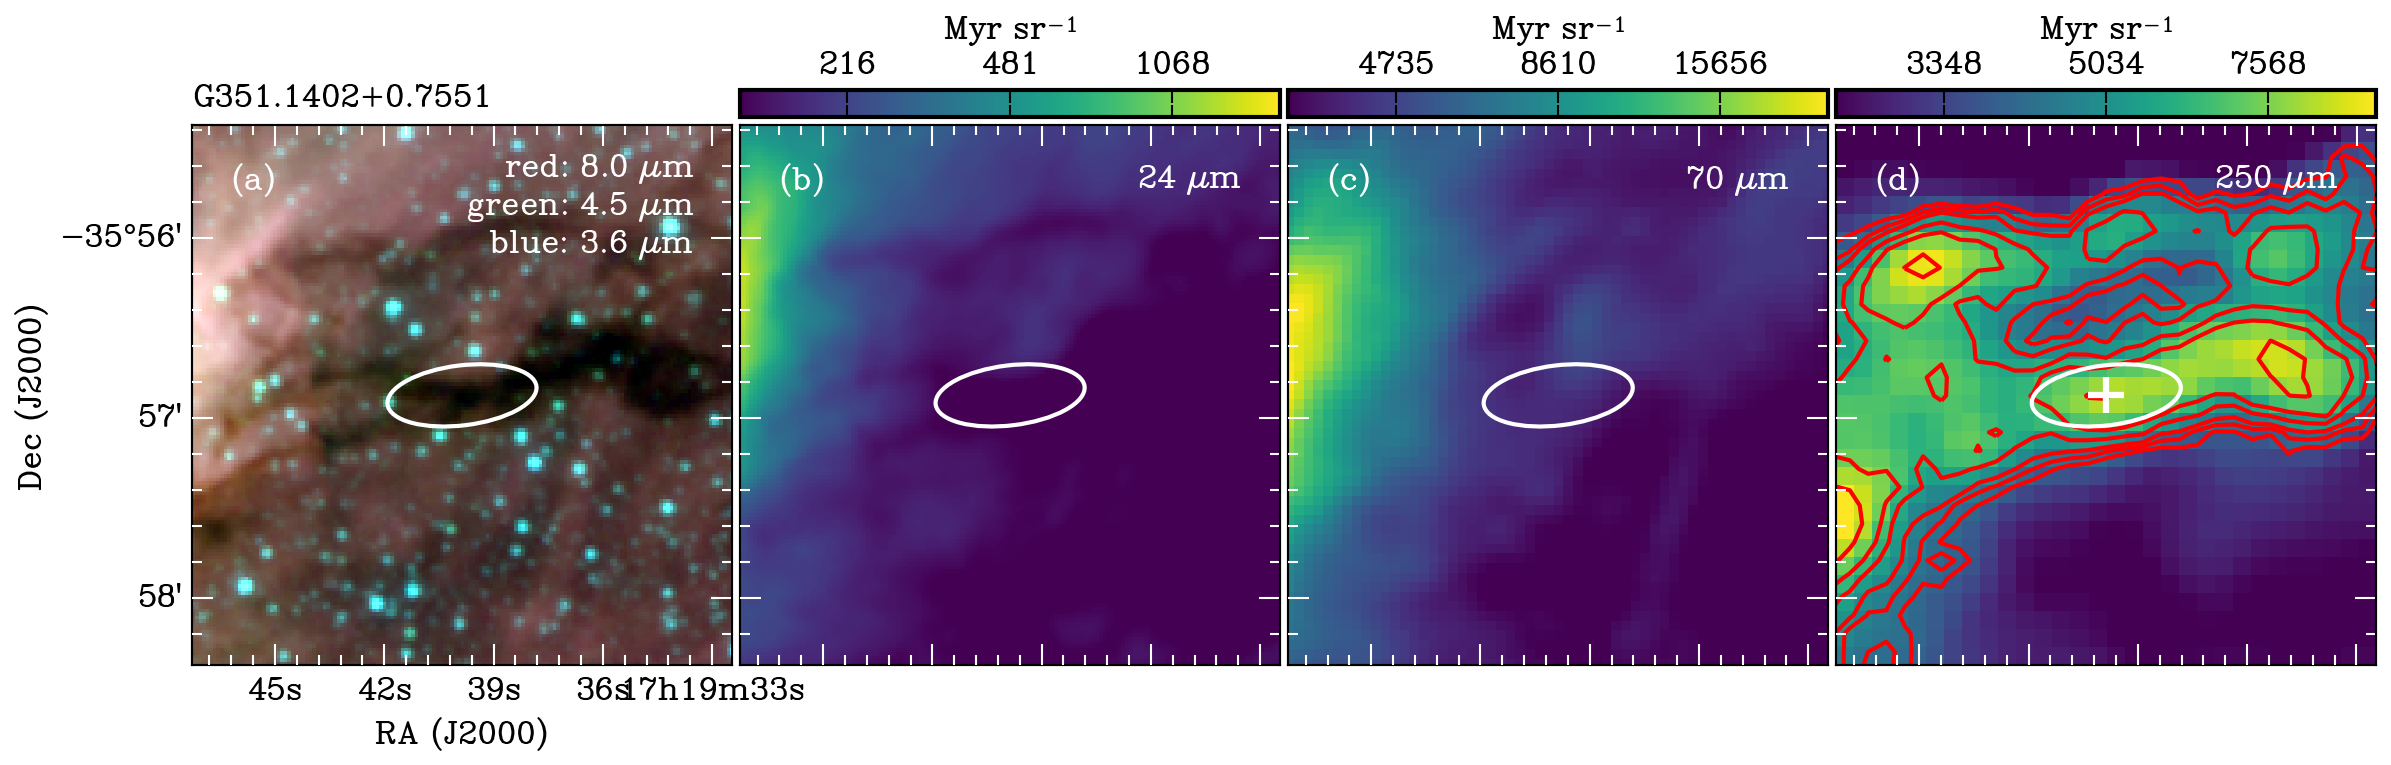 Myr sr⁻¹
216 481 1068
Myr sr⁻¹
4735 8610 15656
Myr sr⁻¹
3348 5034 7568
G351.1402+0.7551
(a)
red: 8.0 μm
green: 4.5 μm
blue: 3.6 μm
(b)
24 μm
(c)
70 μm
(d)
250 μm
−35°56'
57'
58'
Dec (J2000)
45s 42s 39s 36s 17h19m33s
RA (J2000)